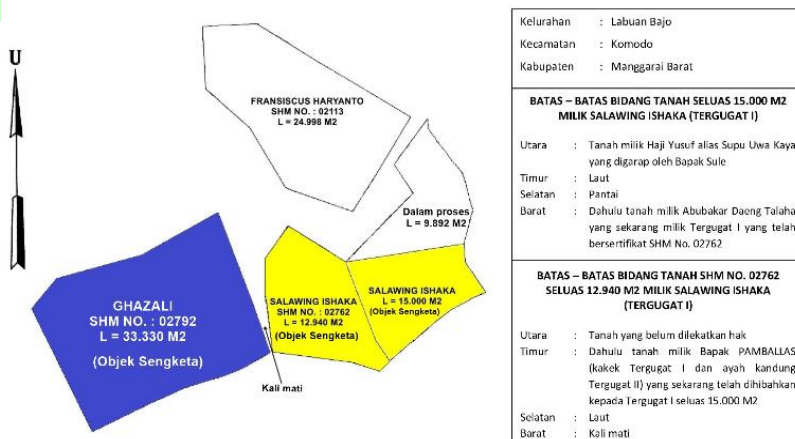 U
FRANSISCUS HARYANTO
SHM NO. : 02113
L = 24.998 M2
Dalam proses
L = 9.892 M2
GHAZALI
SHM NO. : 02792
L = 33.330 M2
(Objek Sengketa)
SALAWING ISHAKA
SHM NO. : 02762
L = 12.940 M2
(Objek Sengketa)
SALAWING ISHAKA
L = 15.000 M2
(Objek Sengketa)
Kali mati
Kelurahan : Labuan Bajo
Kecamatan : Komodo
Kabupaten : Manggarai Barat
BATAS – BATAS BIDANG TANAH SELUAS 15.000 M2
MILIK SALAWING ISHAKA (TERGUGAT I)
Utara : Tanah milik Haji Yusuf alias Supu Uwa Kaya
yang digarap oleh Bapak Sule
Timur : Laut
Selatan : Pantai
Barat : Dahulu tanah milik Abubakar Daeng Talaha
yang sekarang milik Tergugat I yang telah
bersertifikat SHM No. 02762
BATAS – BATAS BIDANG TANAH SHM NO. 02762
SELUAS 12.940 M2 MILIK SALAWING ISHAKA
(TERGUGAT I)
Utara : Tanah yang belum dilekatkan hak
Timur : Dahulu tanah milik Bapak PAMBALLAS
(kakek Tergugat I dan ayah kandung
Tergugat II) yang sekarang telah dihibahkan
kepada Tergugat I seluas 15.000 M2
Selatan : Laut
Barat : Kali mati